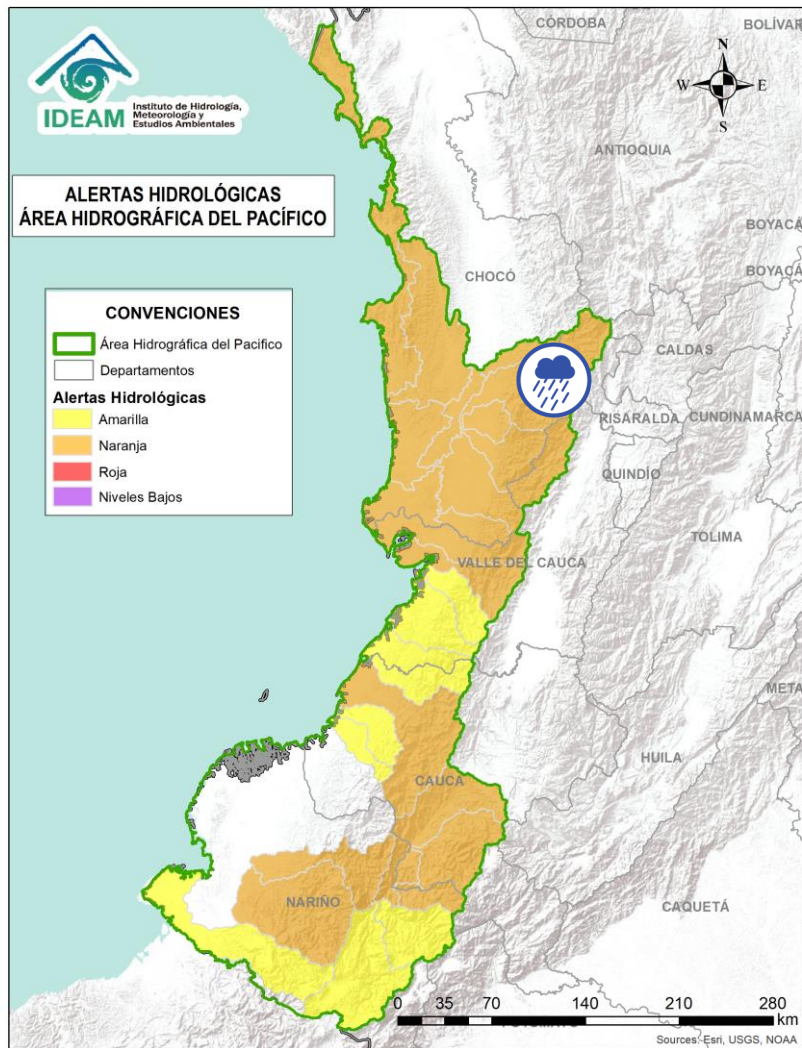 CÓRDOBA
BOLÍVAR
IDEAM
Instituto de Hidrología,
Meteorología y
Estudios Ambientales
N
W E
S
ANTIOQUIA
ALERTAS HIDROLÓGICAS
ÁREA HIDROGRÁFICA DEL PACÍFICO
BOYACÁ
CHOCÓ
BOYACÁ
CONVENCIONES
Área Hidrográfica del Pacifico
Departamentos
Alertas Hidrológicas
Amarilla
Naranja
Roja
Niveles Bajos
CALDAS
RISARALDA
CUNDINAMARCA
QUINDÍO
TOLIMA
VALLE DEL CAUCA
META
HUILA
CAUCA
NARIÑO
CAQUETÁ
0 35 70 140 210 280
km
Sources: Esri, USGS, NOAA